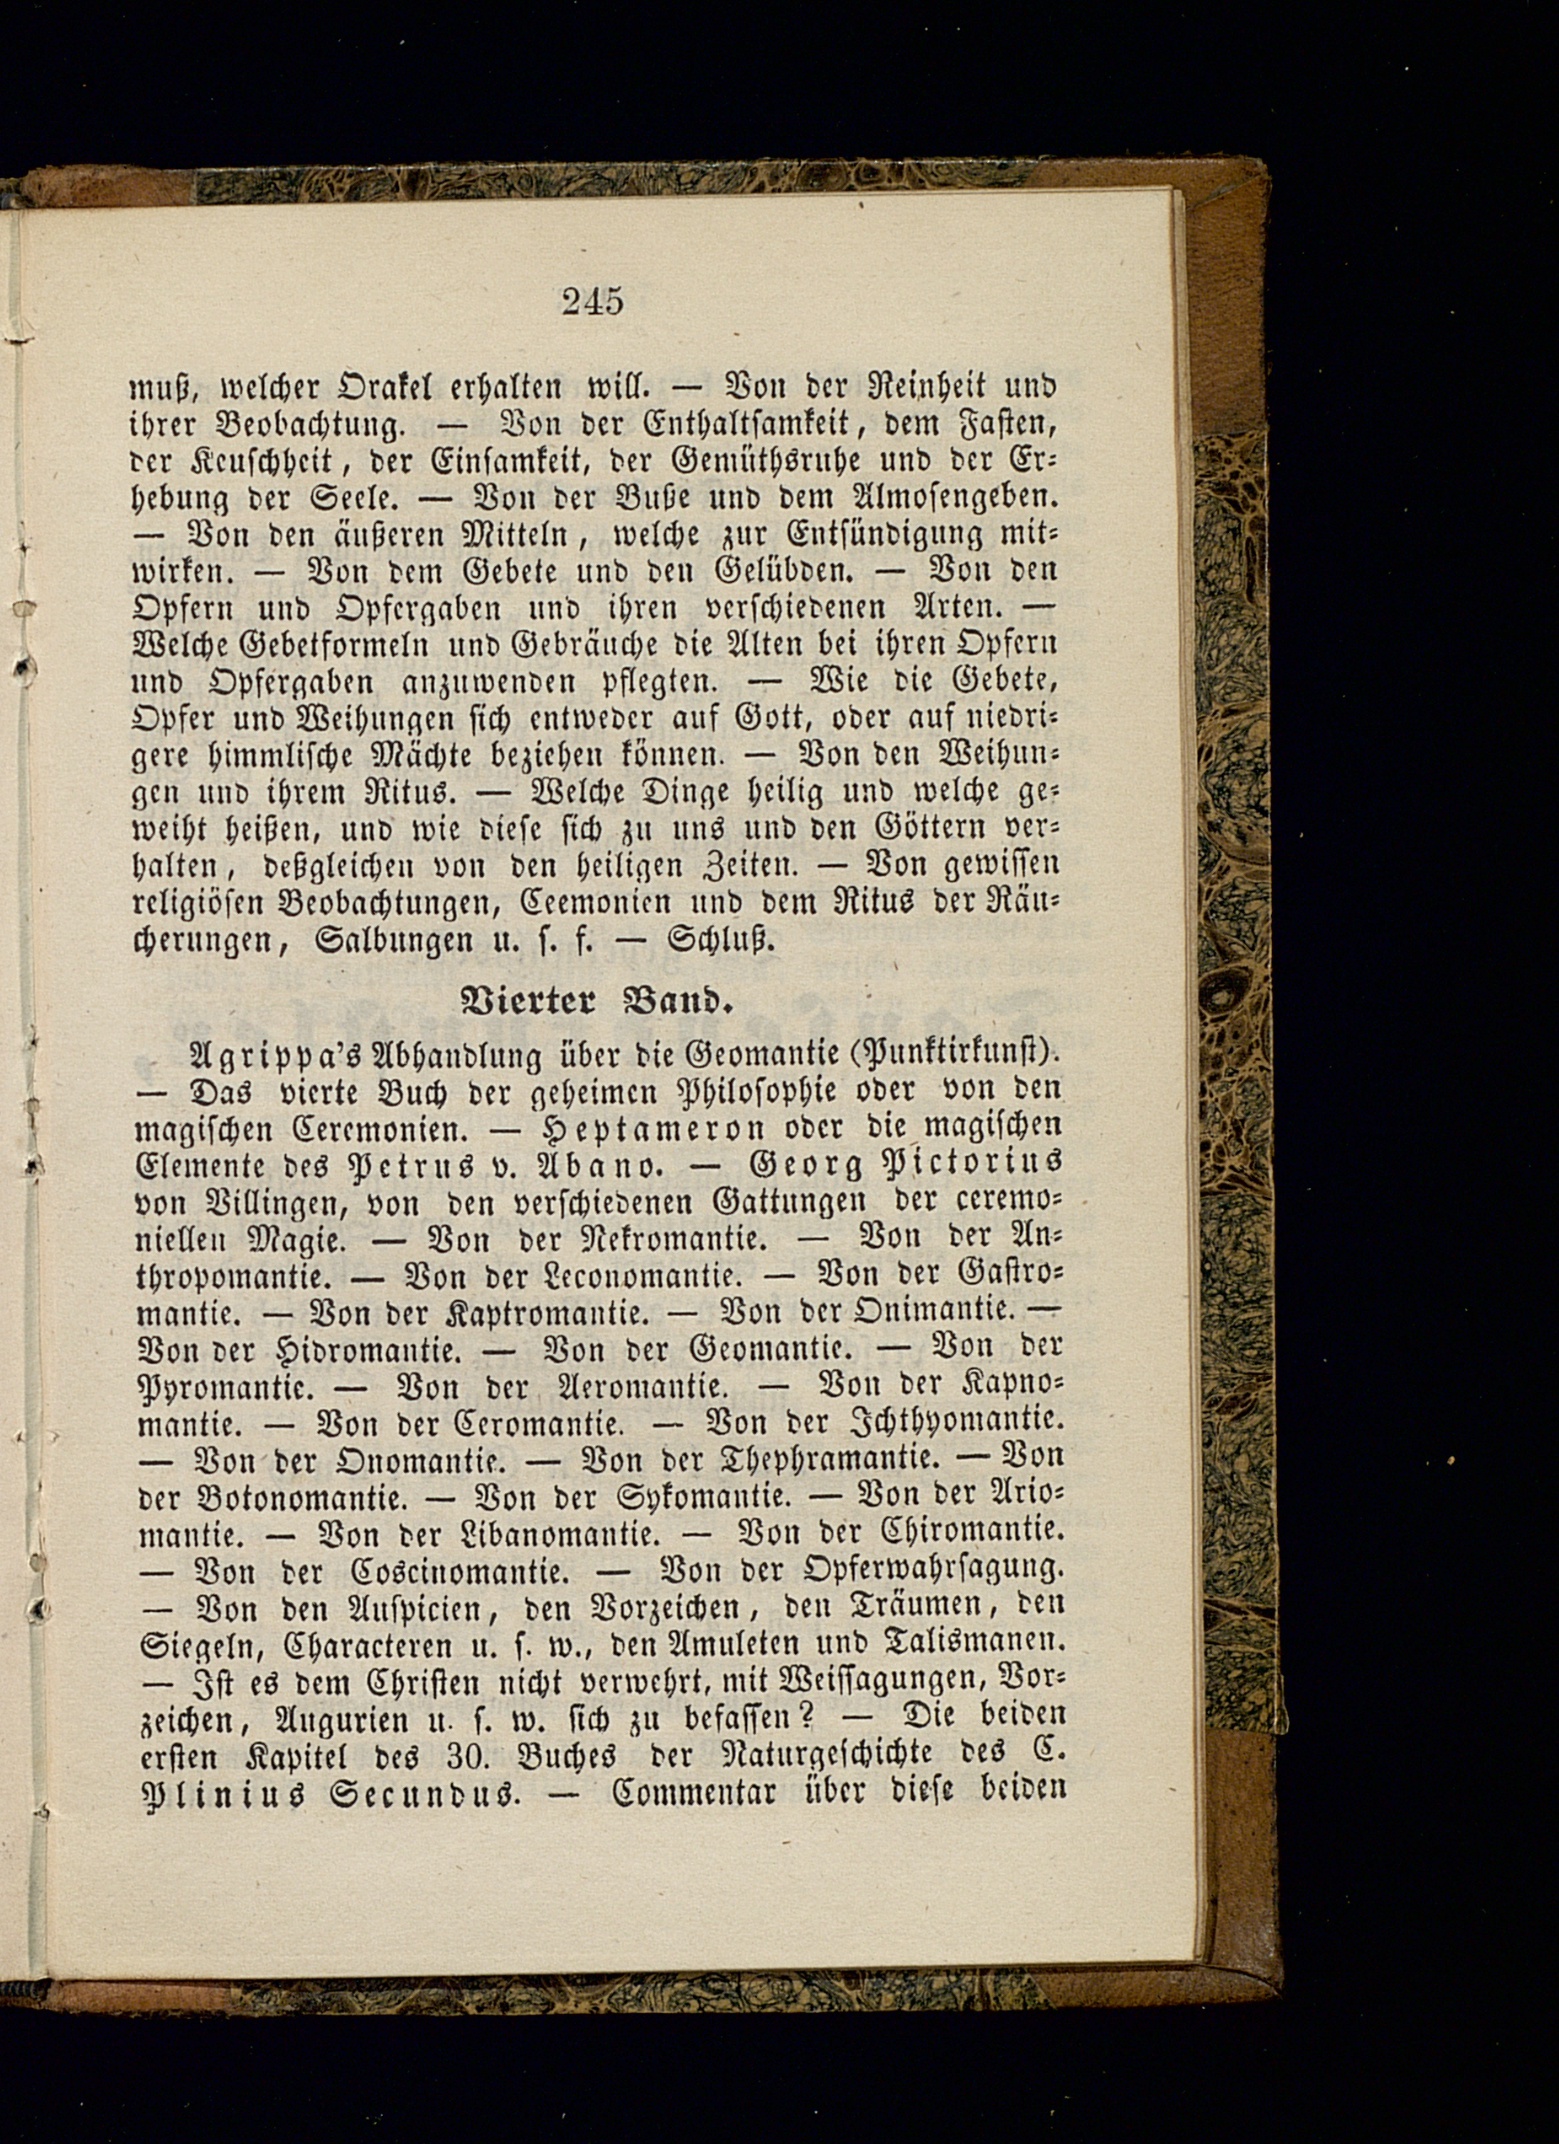 245
muß, welcher Orakel erhalten will. — Von der Reinheit und
ihrer Beobachtung. — Von der Enthaltsamkeit, dem Fasten,
der Keuschheit, der Einsamkeit, der Gemüthsruhe und der Er-
hebung der Seele. — Von der Buße und dem Almosengeben.
— Von den äußeren Mitteln, welche zur Entsündigung mit-
wirken. — Von dem Gebete und den Gelübden. — Von den
Opfern und Opfergaben und ihren verschiedenen Arten. —
Welche Gebetformeln und Gebräuche die Alten bei ihren Opfern
und Opfergaben anzuwenden pflegten. — Wie die Gebete,
Opfer und Weihungen sich entweder auf Gott, oder auf niedri-
gere himmlische Mächte beziehen können. — Von den Weihun-
gen und ihrem Ritus. — Welche Dinge heilig und welche ge-
weiht heißen, und wie diese sich zu uns und den Göttern ver-
halten, deßgleichen von den heiligen Zeiten. — Von gewissen
religiösen Beobachtungen, Ceemonien und dem Ritus der Räu-
cherungen, Salbungen u. s. f. — Schluß.
Vierter Band.
Agrippa's Abhandlung über die Geomantie (Punktirkunst).
— Das vierte Buch der geheimen Philosophie oder von den
magischen Ceremonien. — Heptameron oder die magischen
Elemente des Petrus v. Abano. — Georg Pictorius
von Villingen, von den verschiedenen Gattungen der ceremo-
niellen Magie. — Von der Nekromantie. — Von der An-
thropomantie. — Von der Leconomantie. — Von der Gastro-
mantie. — Von der Kaptromantie. — Von der Onimantie. —
Von der Hidromantie. — Von der Geomantie. — Von der
Pyromantie. — Von der Aeromantie. — Von der Kapno-
mantie. — Von der Ceromantie. — Von der Ichthyomantie.
— Von der Onomantie. — Von der Thephramantie. — Von
der Botonomantie. — Von der Sykomantie. — Von der Ario-
mantie. — Von der Libanomantie. — Von der Chiromantie.
— Von der Coscinomantie. — Von der Opferwahrsagung.
— Von den Auspicien, den Vorzeichen, den Träumen, den
Siegeln, Characteren u. s. w., den Amuleten und Talismanen.
— Ist es dem Christen nicht verwehrt, mit Weissagungen, Vor-
zeichen, Augurien u. s. w. sich zu befassen? — Die beiden
ersten Kapitel des 30. Buches der Naturgeschichte des C.
Plinius Secundus. — Commentar über diese beiden